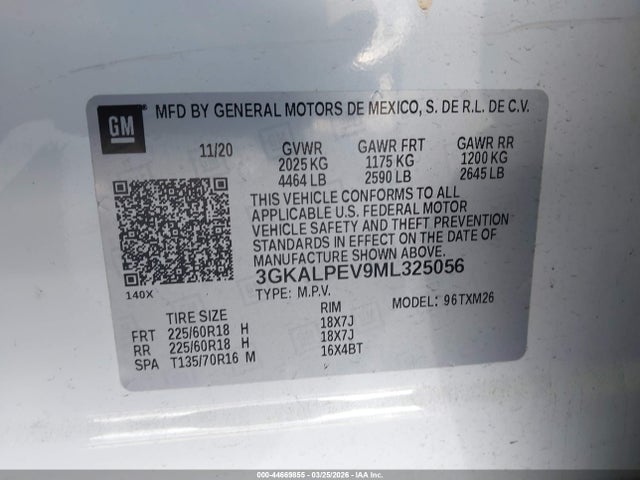 GM
MFD BY GENERAL MOTORS DE MEXICO, S. DE R.L. DE C.V.
11/20 GVWR GAWR FRT GAWR RR
2025 KG 1175 KG 1200 KG
4464 LB 2590 LB 2645 LB
THIS VEHICLE CONFORMS TO ALL
APPLICABLE U.S. FEDERAL MOTOR
VEHICLE SAFETY AND THEFT PREVENTION
STANDARDS IN EFFECT ON THE DATE OF
MANUFACTURE SHOWN ABOVE.
3GKALPEV9ML325056
140X TYPE: M.P.V. MODEL: 96TXM26
TIRE SIZE RIM
FRT 225/60R18 H 18X7J
RR 225/60R18 H 18X7J
SPA T135/70R16 M 16X4BT
000-44669855 - 03/25/2026 - IAAI Corporate